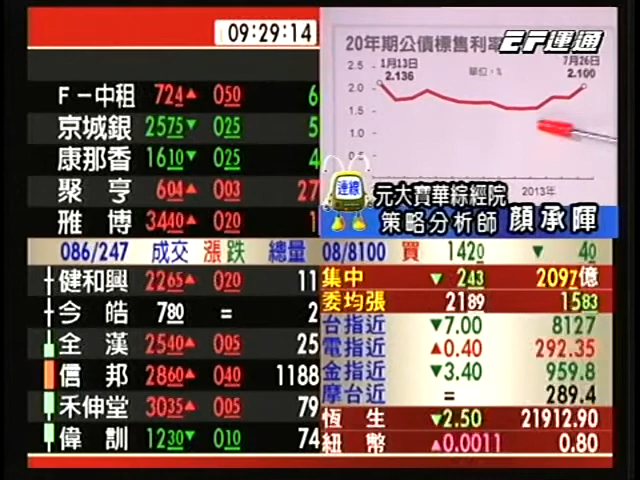 09:29:14
F－中租 724▲ 050 6
京城銀 2575▼ 025 5
康那香 1610▼ 025 4
聚亨 604▲ 003 27
雅博 3440▲ 020 1
086/247 成交 漲跌 總量
健和興 2265▲ 020 11
今皓 780 = 2
全漢 2540▲ 005 25
信邦 2860▲ 040 1188
禾伸堂 3035▲ 005 79
偉訓 1230▼ 010 74
運通
20年期公債標售利率
2.5
2.0
1.5
1.0
0.5
1月13日
2.136
單位，%
7月26日
2.100
2013年
連線
元大寶華綜經院
策略分析師 顏承暉
08/8100 買 1420 ▼ 40
集中 ▼ 243 2097億
委均張 2189 1583
台指近 ▼7.00 8127
電指近 ▲0.40 292.35
金指近 ▼3.40 959.8
摩台近 = 289.4
恆生 ▼2.50 21912.90
紐幣 ▲0.0011 0.80